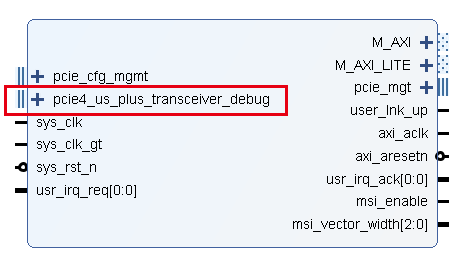 pcie_cfg_mgmt
pcie4_us_plus_transceiver_debug
sys_clk
sys_clk_gt
sys_rst_n
usr_irq_req[0:0]
M_AXI
M_AXI_LITE
pcie_mgt
user_lnk_up
axi_aclk
axi_aresetn
usr_irq_ack[0:0]
msi_enable
msi_vector_width[2:0]